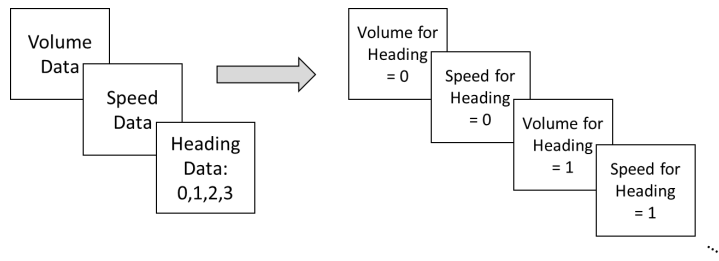 Volume
Data
Speed
Data
Heading
Data:
0,1,2,3
Volume for
Heading
= 0
Speed for
Heading
= 0
Volume for
Heading
= 1
Speed for
Heading
= 1
...